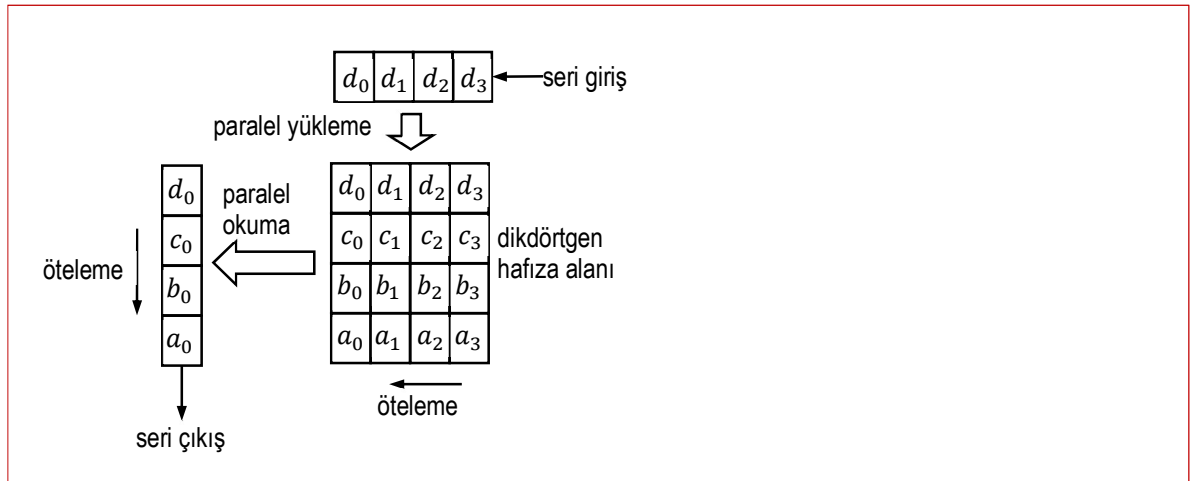 d₀ d₁ d₂ d₃ seri giriş
paralel yükleme
d₀ paralel okuma d₀ d₁ d₂ d₃
c₀ c₀ c₁ c₂ c₃ dikdörtgen hafıza alanı
öteleme
b₀ b₀ b₁ b₂ b₃
a₀ a₀ a₁ a₂ a₃
öteleme
seri çıkış